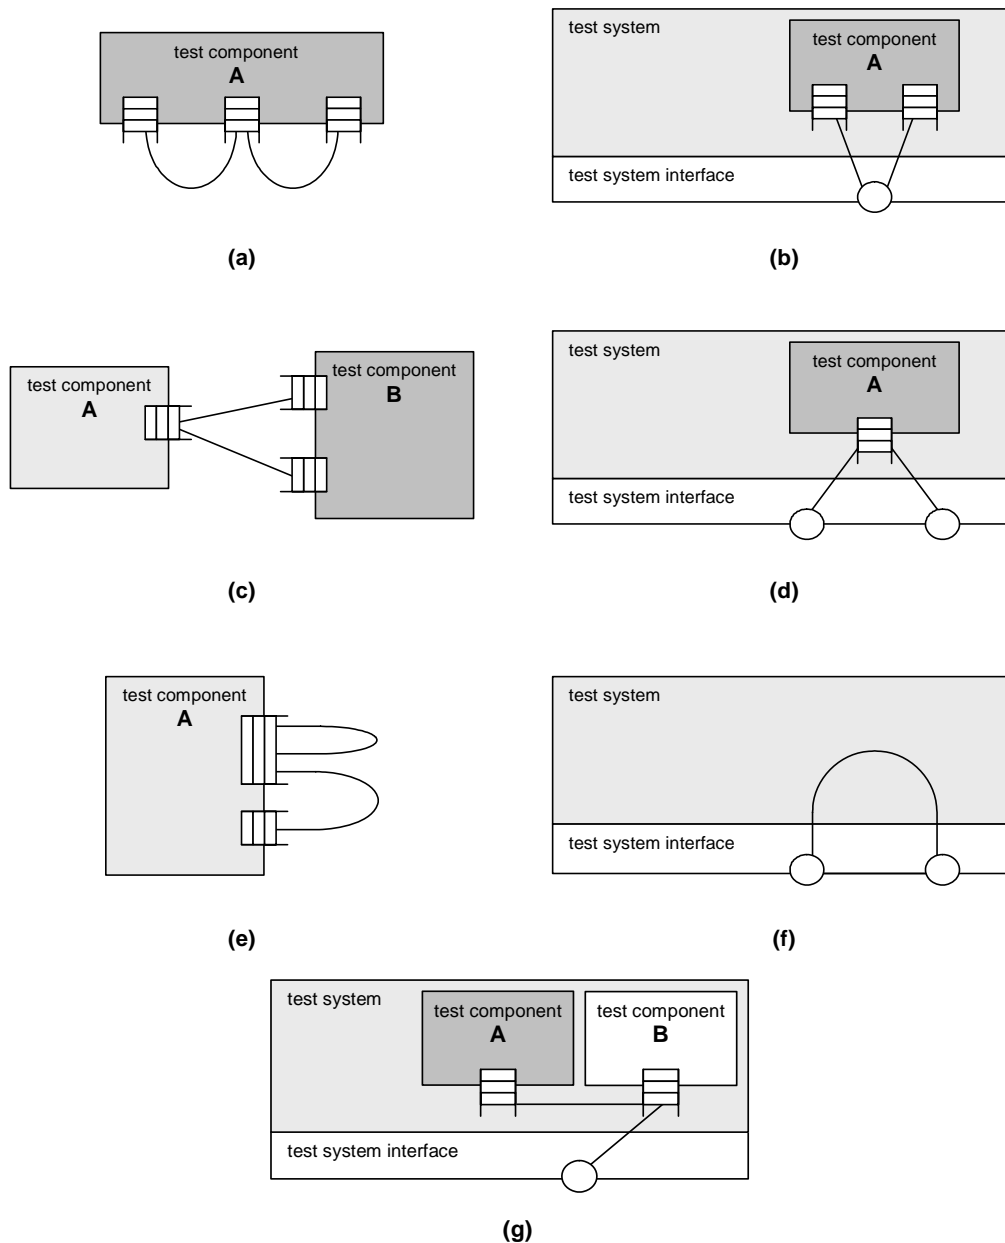 test component
A
test system
test component
A
test system interface
(a)
(b)
test component
A
test component
B
test system
test component
A
test system interface
(c)
(d)
test component
A
test system
test system interface
(e)
(f)
test system
test component
A
test component
B
test system interface
(g)